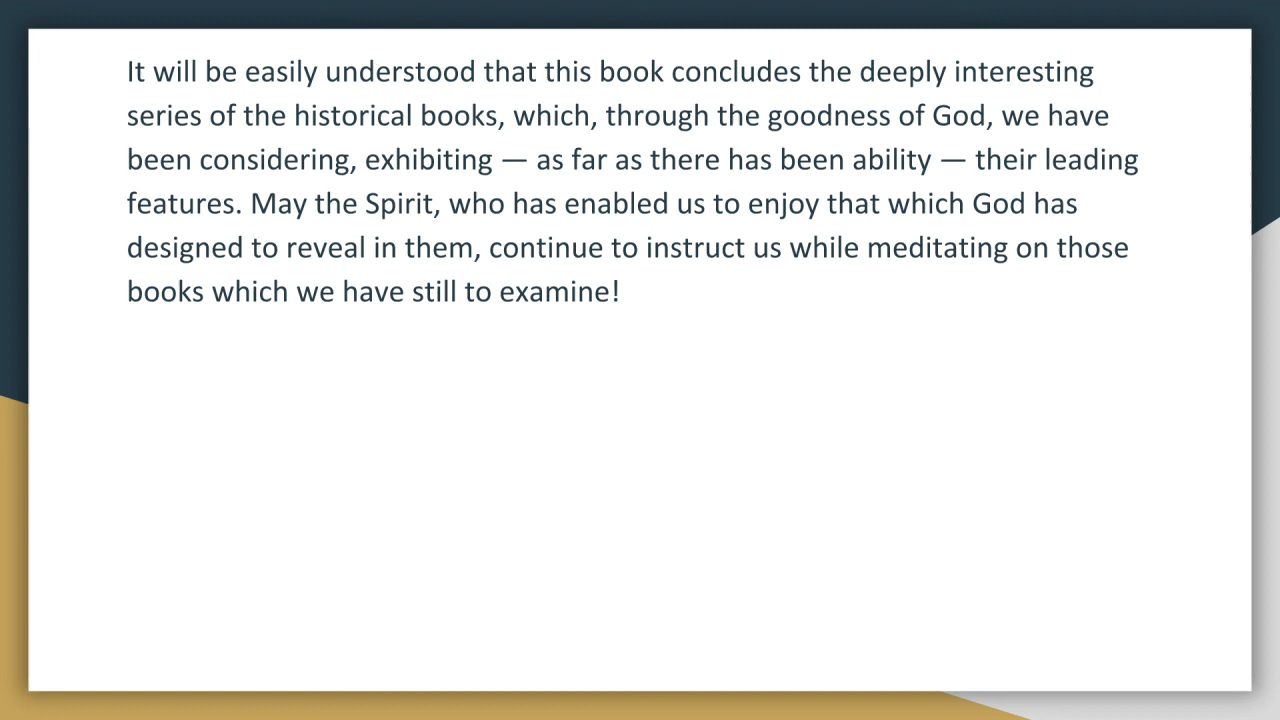 It will be easily understood that this book concludes the deeply interesting
series of the historical books, which, through the goodness of God, we have
been considering, exhibiting — as far as there has been ability — their leading
features. May the Spirit, who has enabled us to enjoy that which God has
designed to reveal in them, continue to instruct us while meditating on those
books which we have still to examine!